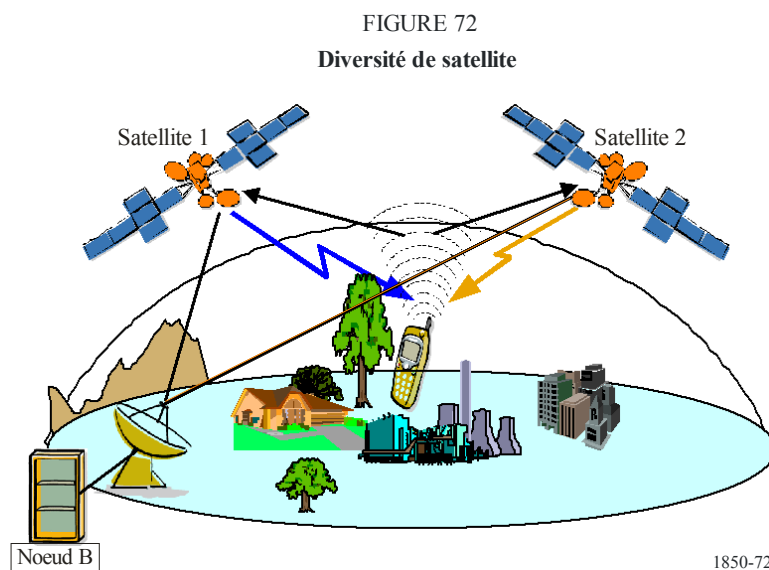 FIGURE 72
Diversité de satellite
Satellite 1
Satellite 2
Noeud B
1850-72